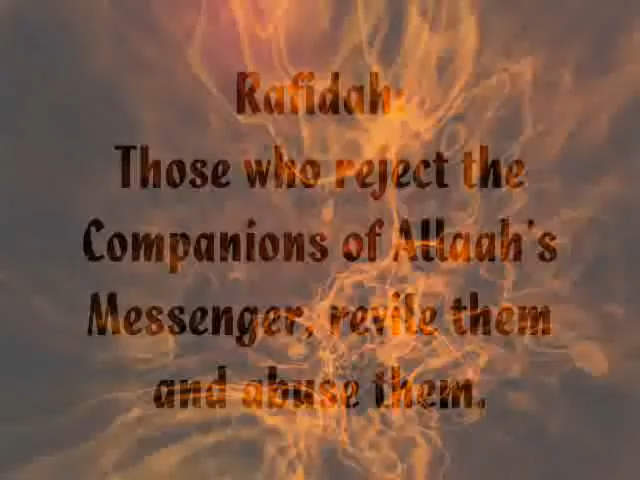 Rafidah:
Those who reject the
Companions of Allaah's
Messenger, revile them
and abuse them.